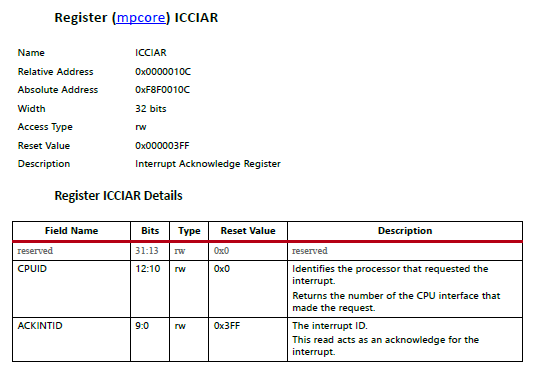 Register (mpcore) ICCIAR
Name ICCIAR
Relative Address 0x0000010C
Absolute Address 0xF8F0010C
Width 32 bits
Access Type rw
Reset Value 0x000003FF
Description Interrupt Acknowledge Register
Register ICCIAR Details
Field Name Bits Type Reset Value Description
reserved 31:13 rw 0x0 reserved
CPUID 12:10 rw 0x0 Identifies the processor that requested the
interrupt.
Returns the number of the CPU interface that
made the request.
ACKINTID 9:0 rw 0x3FF The interrupt ID.
This read acts as an acknowledge for the
interrupt.